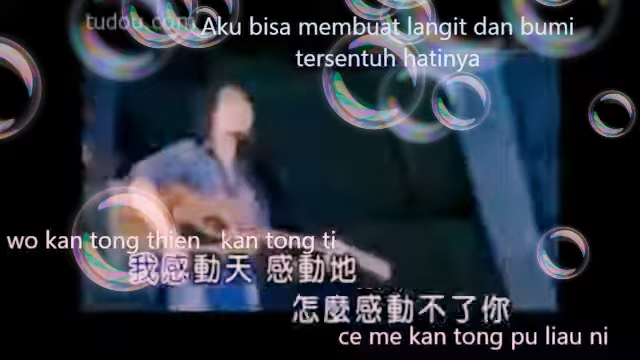 tudou.com
Aku bisa membuat langit dan bumi
tersentuh hatinya
wo kan tong thien kan tong ti
我感動天 感動地
怎麼感動不了你
ce me kan tong pu liau ni